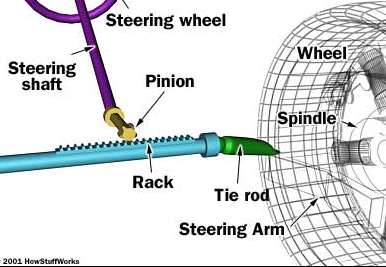 Steering wheel
Steering
shaft
Pinion
Wheel
Spindle
Rack
Tie rod
Steering Arm
2001 HowStuffWorks